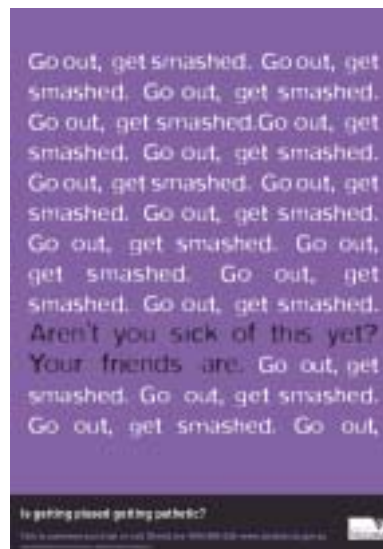 Go out, get smashed. Go out, get
smashed. Go out, get smashed.
Go out, get smashed.Go out, get
smashed. Go out, get smashed.
Go out, get smashed. Go out, get
smashed. Go out, get smashed.
Go out, get smashed. Go out,
get smashed. Go out, get
smashed. Go out, get smashed.
Aren't you sick of this yet?
Your friends are. Go out, get
smashed. Go out, get smashed.
Go out, get smashed. Go out,
Is getting pissed getting pathetic?